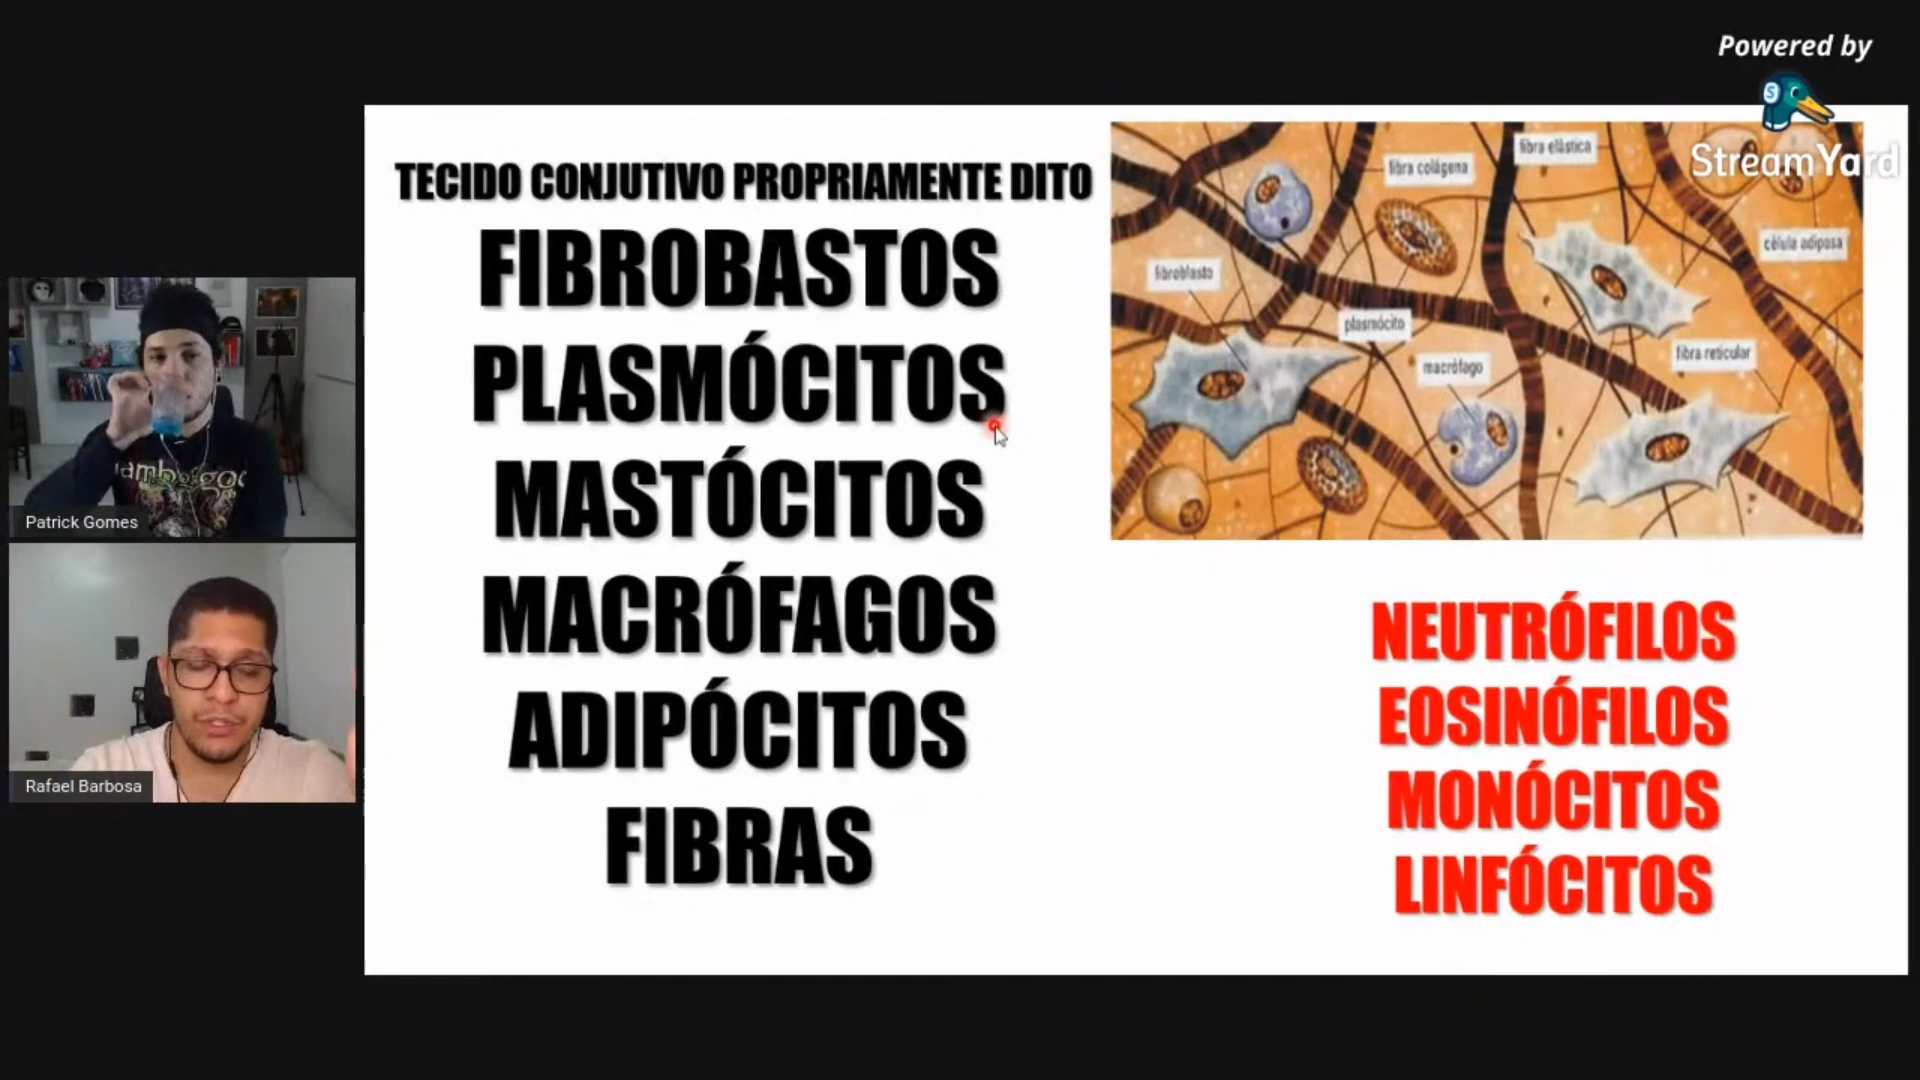 Powered by
StreamYard
TECIDO CONJUTIVO PROPRIAMENTE DITO
FIBROBASTOS
PLASMÓCITOS
MASTÓCITOS
MACRÓFAGOS
ADIPÓCITOS
FIBRAS
fibra colágena
fibra elástica
célula adiposa
fibroblasto
plasmócito
macrófago
fibra reticular
NEUTRÓFILOS
EOSINÓFILOS
MONÓCITOS
LINFÓCITOS
Patrick Gomes
Rafael Barbosa